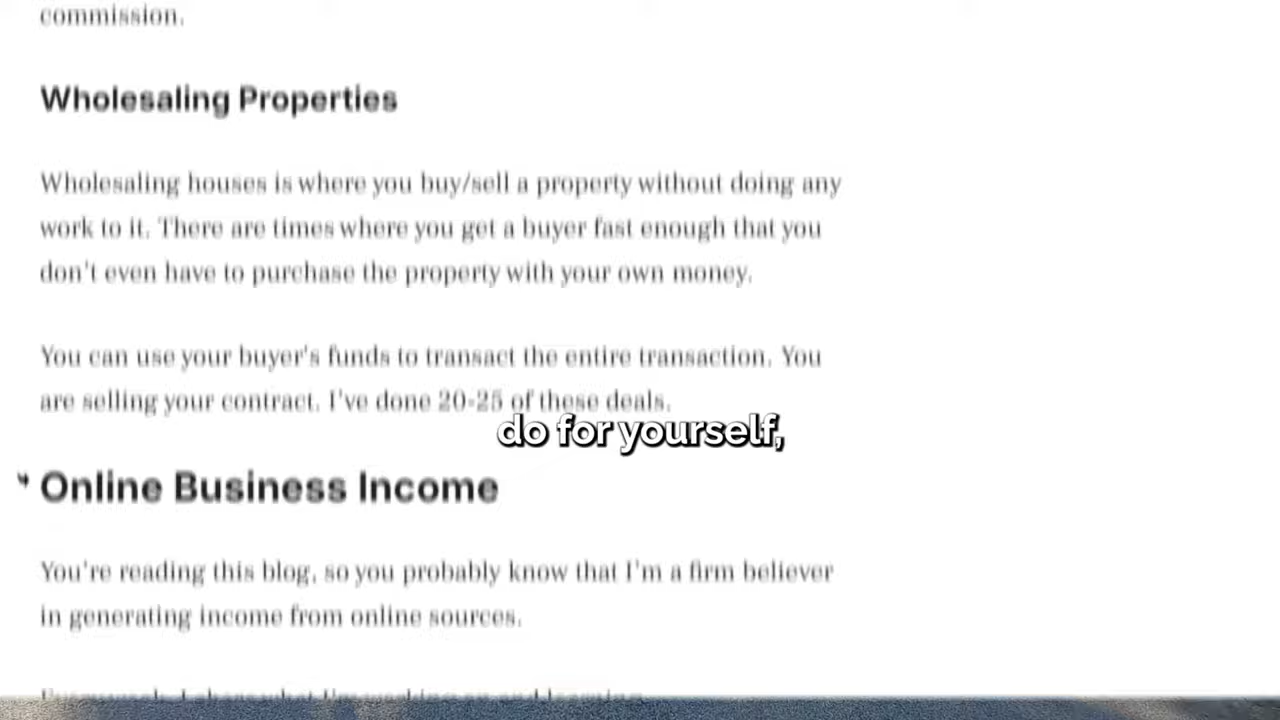 commission.
Wholesaling Properties
Wholesaling houses is where you buy/sell a property without doing any
work to it. There are times where you get a buyer fast enough that you
don't even have to purchase the property with your own money.
You can use your buyer's funds to transact the entire transaction. You
are selling your contract. I've done 20-25 of these deals.
do for yourself,
Online Business Income
You're reading this blog, so you probably know that I'm a firm believer
in generating income from online sources.